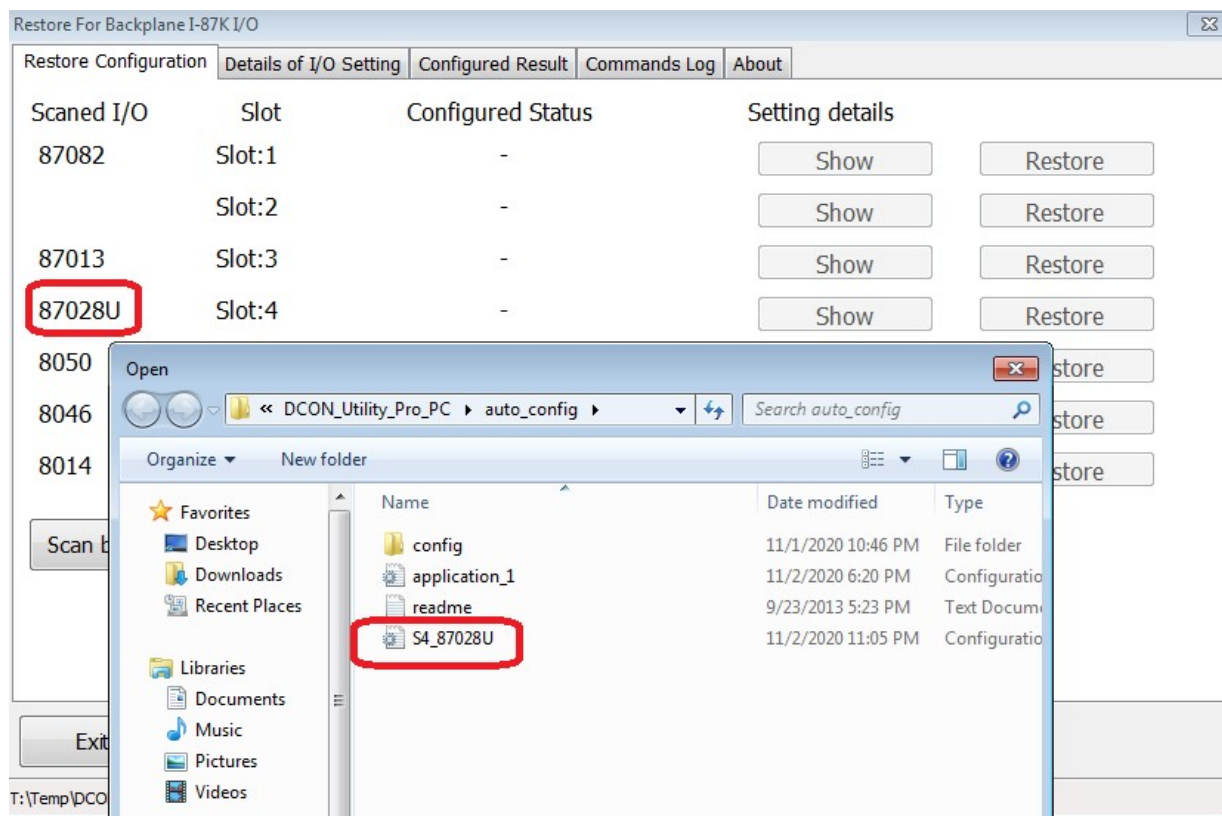 Restore For Backplane I-87K I/O
Restore Configuration Details of I/O Setting Configured Result Commands Log About
Scaned I/O Slot Configured Status Setting details
87082 Slot:1 - Show Restore
Slot:2 - Show Restore
87013 Slot:3 - Show Restore
87028U Slot:4 - Show Restore
8050 store
Open
8046 store
« DCON_Utility_Pro_PC auto_config Search auto_config
8014 store
Organize New folder
Name Date modified Type
Favorites
Scan b
Desktop config 11/1/2020 10:46 PM File folder
Downloads application_1 11/2/2020 6:20 PM Configuratio
Recent Places readme 9/23/2013 5:23 PM Text Docum
S4_87028U 11/2/2020 11:05 PM Configuratio
Libraries
Documents
Music
Exit
Pictures
Videos
T:\Temp\DCO